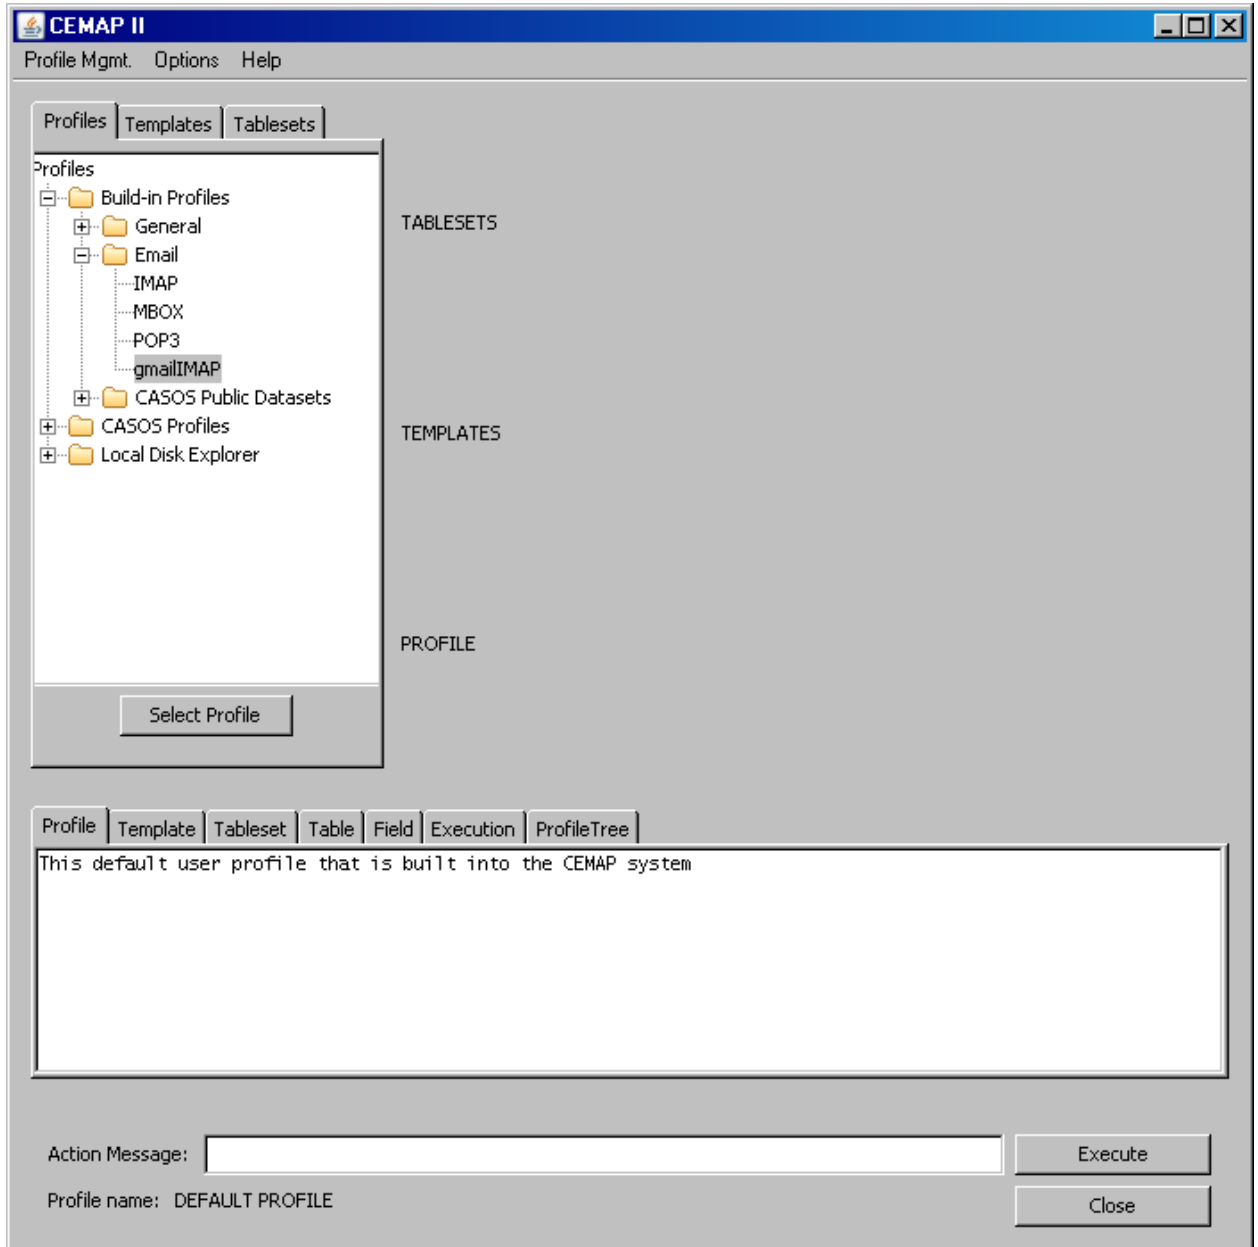 CEMAP II
Profile Mgmt. Options Help
Profiles Templates Tablesets
Profiles
Build-in Profiles
General
Email
IMAP
MBOX
POP3
gmailIMAP
CASOS Public Datasets
CASOS Profiles
Local Disk Explorer
Select Profile
TABLESETS
TEMPLATES
PROFILE
Profile Template Tableset Table Field Execution ProfileTree
This default user profile that is built into the CEMAP system
Action Message:
Execute
Profile name: DEFAULT PROFILE
Close